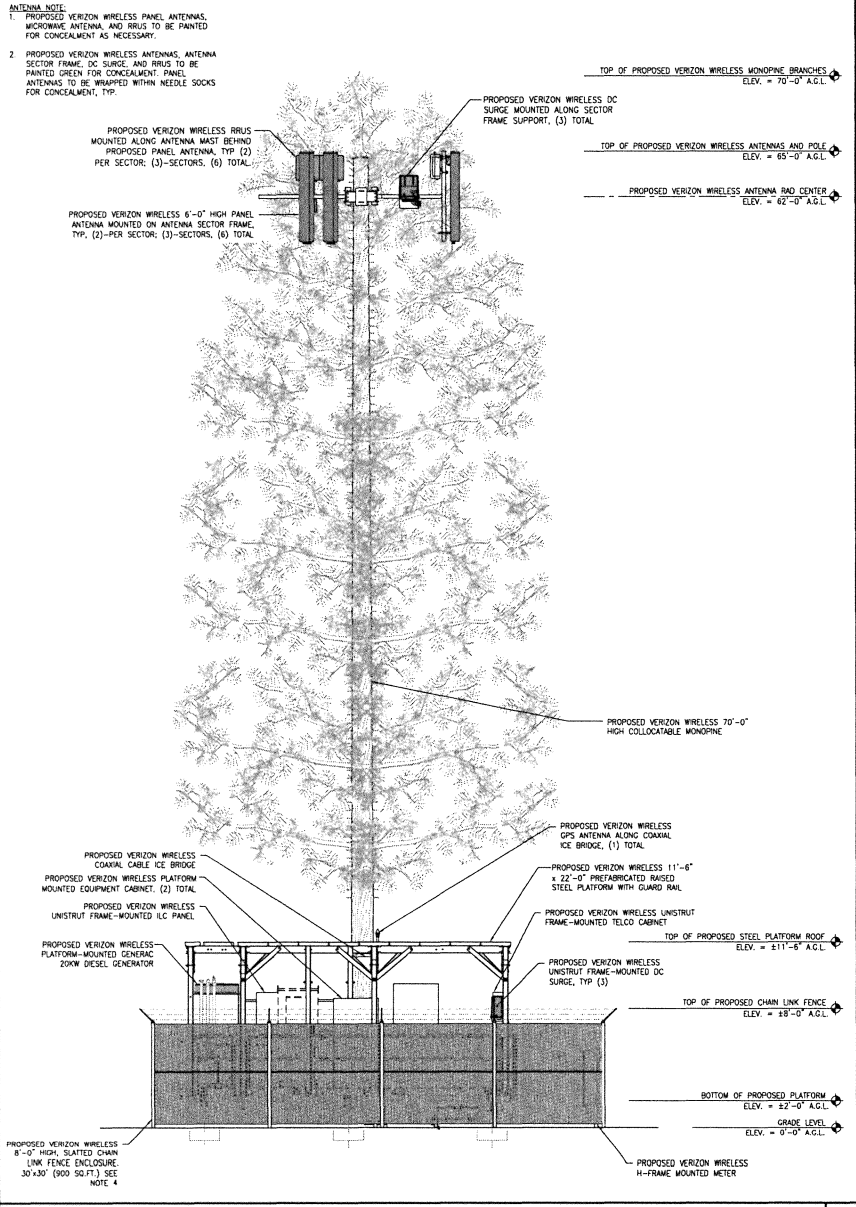 ANTENNA NOTE:
1. PROPOSED VERIZON WIRELESS PANEL ANTENNAS,
MICROWAVE ANTENNA, AND RRUS TO BE PAINTED
FOR CONCEALMENT AS NECESSARY.
2. PROPOSED VERIZON WIRELESS ANTENNAS, ANTENNA
SECTOR FRAME, DC SURGE, AND RRUS TO BE
PAINTED GREEN FOR CONCEALMENT. PANEL
ANTENNAS TO BE WRAPPED WITHIN NEEDLE SOCKS
FOR CONCEALMENT, TYP.
TOP OF PROPOSED VERIZON WIRELESS MONOPINE BRANCHES
ELEV. = 70'-0" A.G.L.
PROPOSED VERIZON WIRELESS DC
SURGE MOUNTED ALONG SECTOR
FRAME SUPPORT, (3) TOTAL
PROPOSED VERIZON WIRELESS RRUS
MOUNTED ALONG ANTENNA MAST BEHIND
PROPOSED PANEL ANTENNA, TYP (2)
PER SECTOR; (3)-SECTORS, (6) TOTAL.
TOP OF PROPOSED VERIZON WIRELESS ANTENNAS AND POLE
ELEV. = 65'-0" A.G.L.
PROPOSED VERIZON WIRELESS ANTENNA RAD CENTER
ELEV. = 62'-0" A.G.L.
PROPOSED VERIZON WIRELESS 6'-0" HIGH PANEL
ANTENNA MOUNTED ON ANTENNA SECTOR FRAME,
TYP, (2)-PER SECTOR; (3)-SECTORS, (6) TOTAL
PROPOSED VERIZON WIRELESS 70'-0"
HIGH COLLOCATABLE MONOPINE
PROPOSED VERIZON WIRELESS
GPS ANTENNA ALONG COAXIAL
ICE BRIDGE, (1) TOTAL
PROPOSED VERIZON WIRELESS
COAXIAL CABLE ICE BRIDGE
PROPOSED VERIZON WIRELESS PLATFORM
MOUNTED EQUIPMENT CABINET, (2) TOTAL
PROPOSED VERIZON WIRELESS
UNISTRUT FRAME-MOUNTED ILC PANEL
PROPOSED VERIZON WIRELESS
PLATFORM-MOUNTED GENERAC
20KW DIESEL GENERATOR
PROPOSED VERIZON WIRELESS 11'-6"
x 22'-0" PREFABRICATED RAISED
STEEL PLATFORM WITH GUARD RAIL
PROPOSED VERIZON WIRELESS UNISTRUT
FRAME-MOUNTED TELCO CABINET
TOP OF PROPOSED STEEL PLATFORM ROOF
ELEV. = ±11'-6" A.G.L.
PROPOSED VERIZON WIRELESS
UNISTRUT FRAME-MOUNTED DC
SURGE, TYP (3)
TOP OF PROPOSED CHAIN LINK FENCE
ELEV. = ±8'-0" A.G.L.
BOTTOM OF PROPOSED PLATFORM
ELEV. = ±2'-0" A.G.L.
GRADE LEVEL
ELEV. = 0'-0" A.G.L.
PROPOSED VERIZON WIRELESS
8'-0" HIGH, SLATTED CHAIN
LINK FENCE ENCLOSURE.
30'x30' (900 SQ.FT.) SEE
NOTE 4
PROPOSED VERIZON WIRELESS
H-FRAME MOUNTED METER